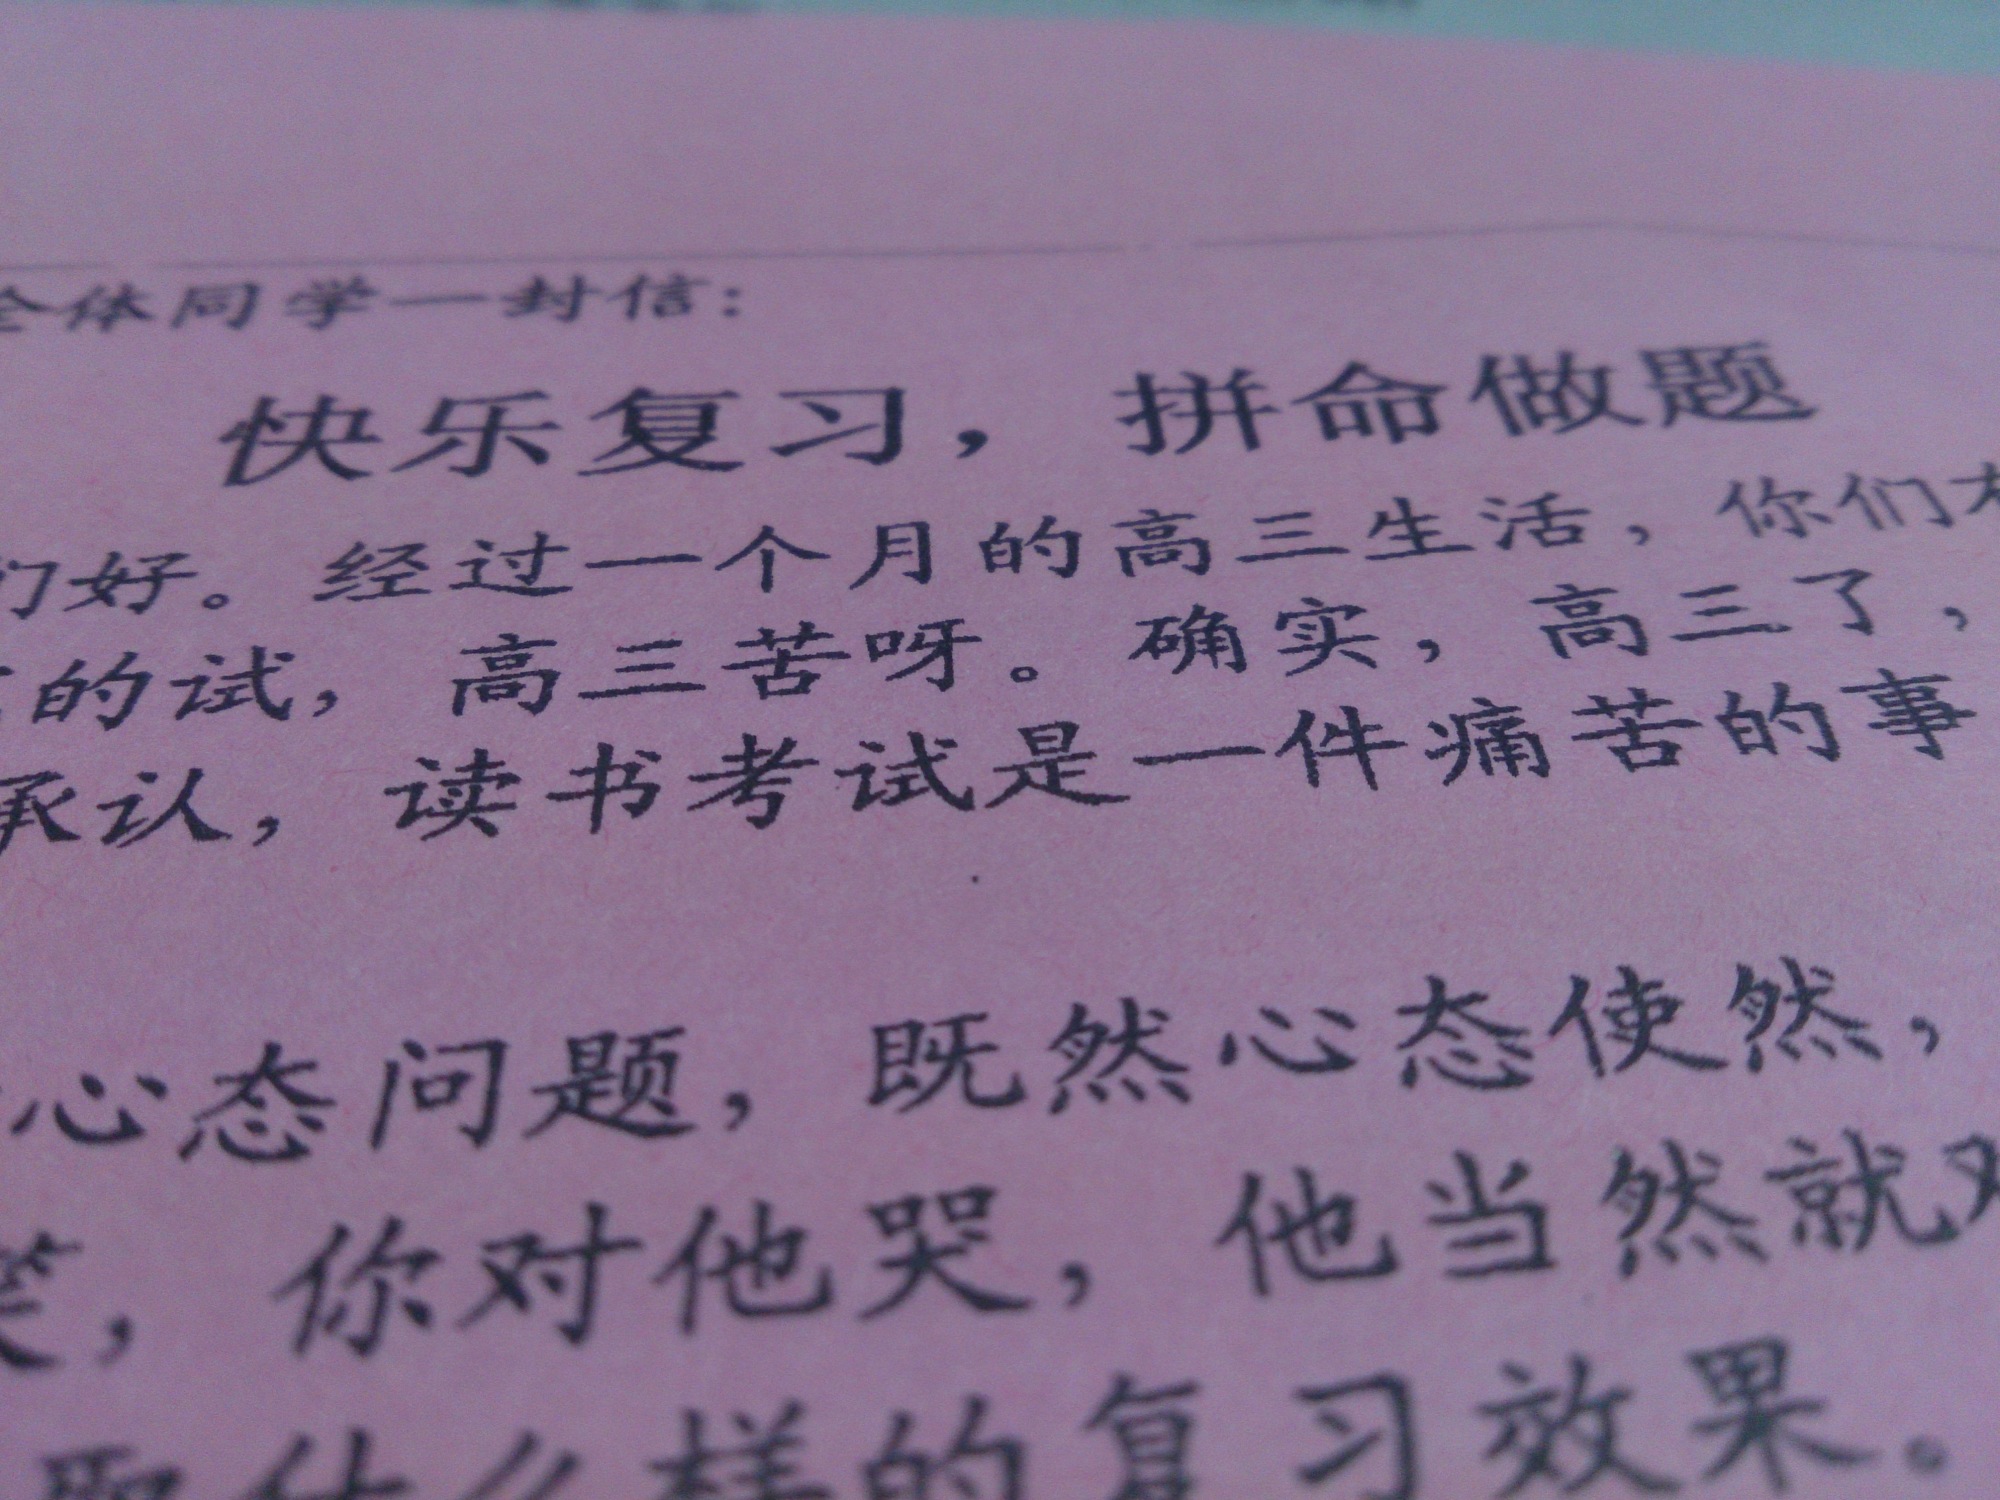 全体同学一封信：
快乐复习，拼命做题
们好。经过一个月的高三生活，你们
的试，高三苦呀。确实，高三了，
承认，读书考试是一件痛苦的事
心态问题，既然心态使然，
笑，你对他哭，他当然就对
取什么样的复习效果。